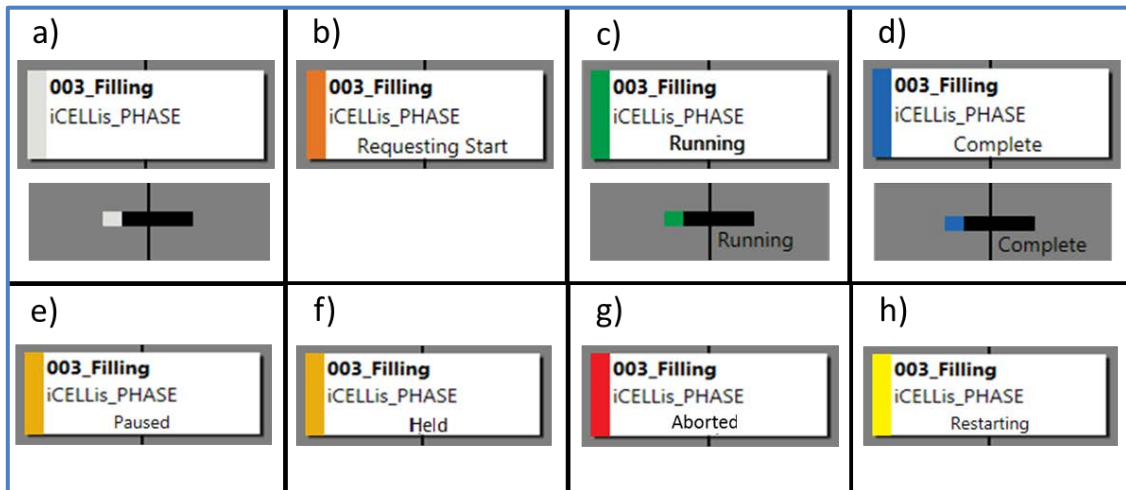 a)
003_Filling
iCELLis_PHASE
b)
003_Filling
iCELLis_PHASE
Requesting Start
c)
003_Filling
iCELLis_PHASE
Running
Running
d)
003_Filling
iCELLis_PHASE
Complete
Complete
e)
003_Filling
iCELLis_PHASE
Paused
f)
003_Filling
iCELLis_PHASE
Held
g)
003_Filling
iCELLis_PHASE
Aborted
h)
003_Filling
iCELLis_PHASE
Restarting